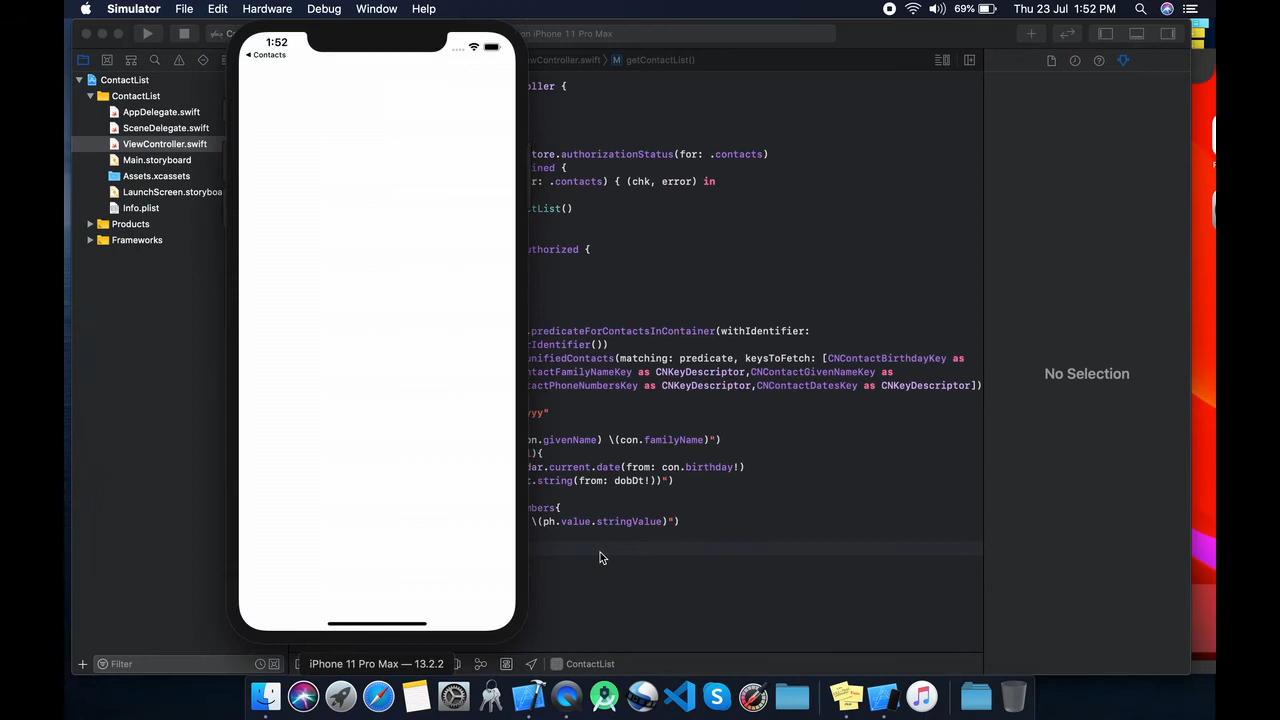 Simulator File Edit Hardware Debug Window Help 69% Thu 23 Jul 1:52 PM
on iPhone 11 Pro Max
ViewController.swift M getContactList()
1:52
Contacts
ContactList
ContactList
AppDelegate.swift
SceneDelegate.swift
ViewController.swift
Main.storyboard
Assets.xcassets
LaunchScreen.storyboa
Info.plist
Products
Frameworks
oller {
tore.authorizationStatus(for: .contacts)
ined {
r: .contacts) { (chk, error) in
tList()
uthorized {
.predicateForContactsInContainer(withIdentifier:
rIdentifier())
unifiedContacts(matching: predicate, keysToFetch: [CNContactBirthdayKey as
ntactFamilyNameKey as CNKeyDescriptor,CNContactGivenNameKey as
tactPhoneNumbersKey as CNKeyDescriptor,CNContactDatesKey as CNKeyDescriptor])
yyy"
on.givenName) \(con.familyName)")
l){
dar.current.date(from: con.birthday!)
t.string(from: dobDt!))")
mbers{
\(ph.value.stringValue)")
No Selection
Filter
iPhone 11 Pro Max — 13.2.2
ContactList